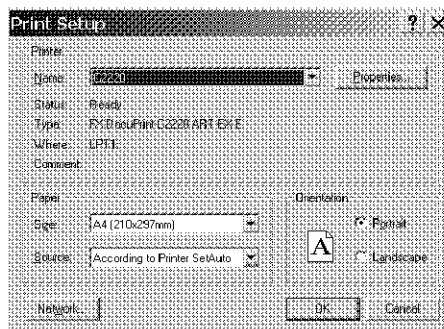 Print Setup
Printer
Name: C2220
Properties...
Status: Ready
Type: FX DocuPrint C2220 ART EX E
Where: LPT1:
Comment:
Paper
Size: A4 (210x297mm)
Source: According to Printer SetAuto
Orientation
A
Portrait
Landscape
Network...
OK
Cancel